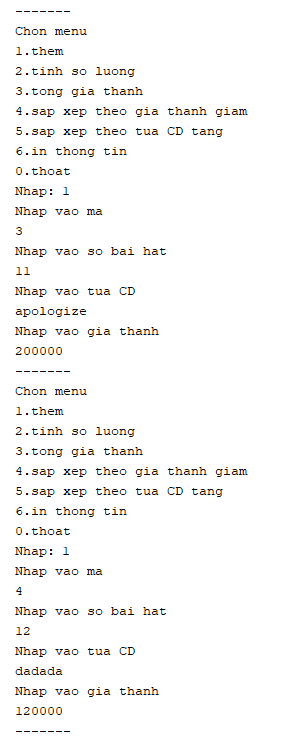 -------
Chon menu
1.them
2.tinh so luong
3.tong gia thanh
4.sap xep theo gia thanh giam
5.sap xep theo tua CD tang
6.in thong tin
0.thoat
Nhap: 1
Nhap vao ma
3
Nhap vao so bai hat
11
Nhap vao tua CD
apologize
Nhap vao gia thanh
200000
-------
Chon menu
1.them
2.tinh so luong
3.tong gia thanh
4.sap xep theo gia thanh giam
5.sap xep theo tua CD tang
6.in thong tin
0.thoat
Nhap: 1
Nhap vao ma
4
Nhap vao so bai hat
12
Nhap vao tua CD
dadada
Nhap vao gia thanh
120000
-------